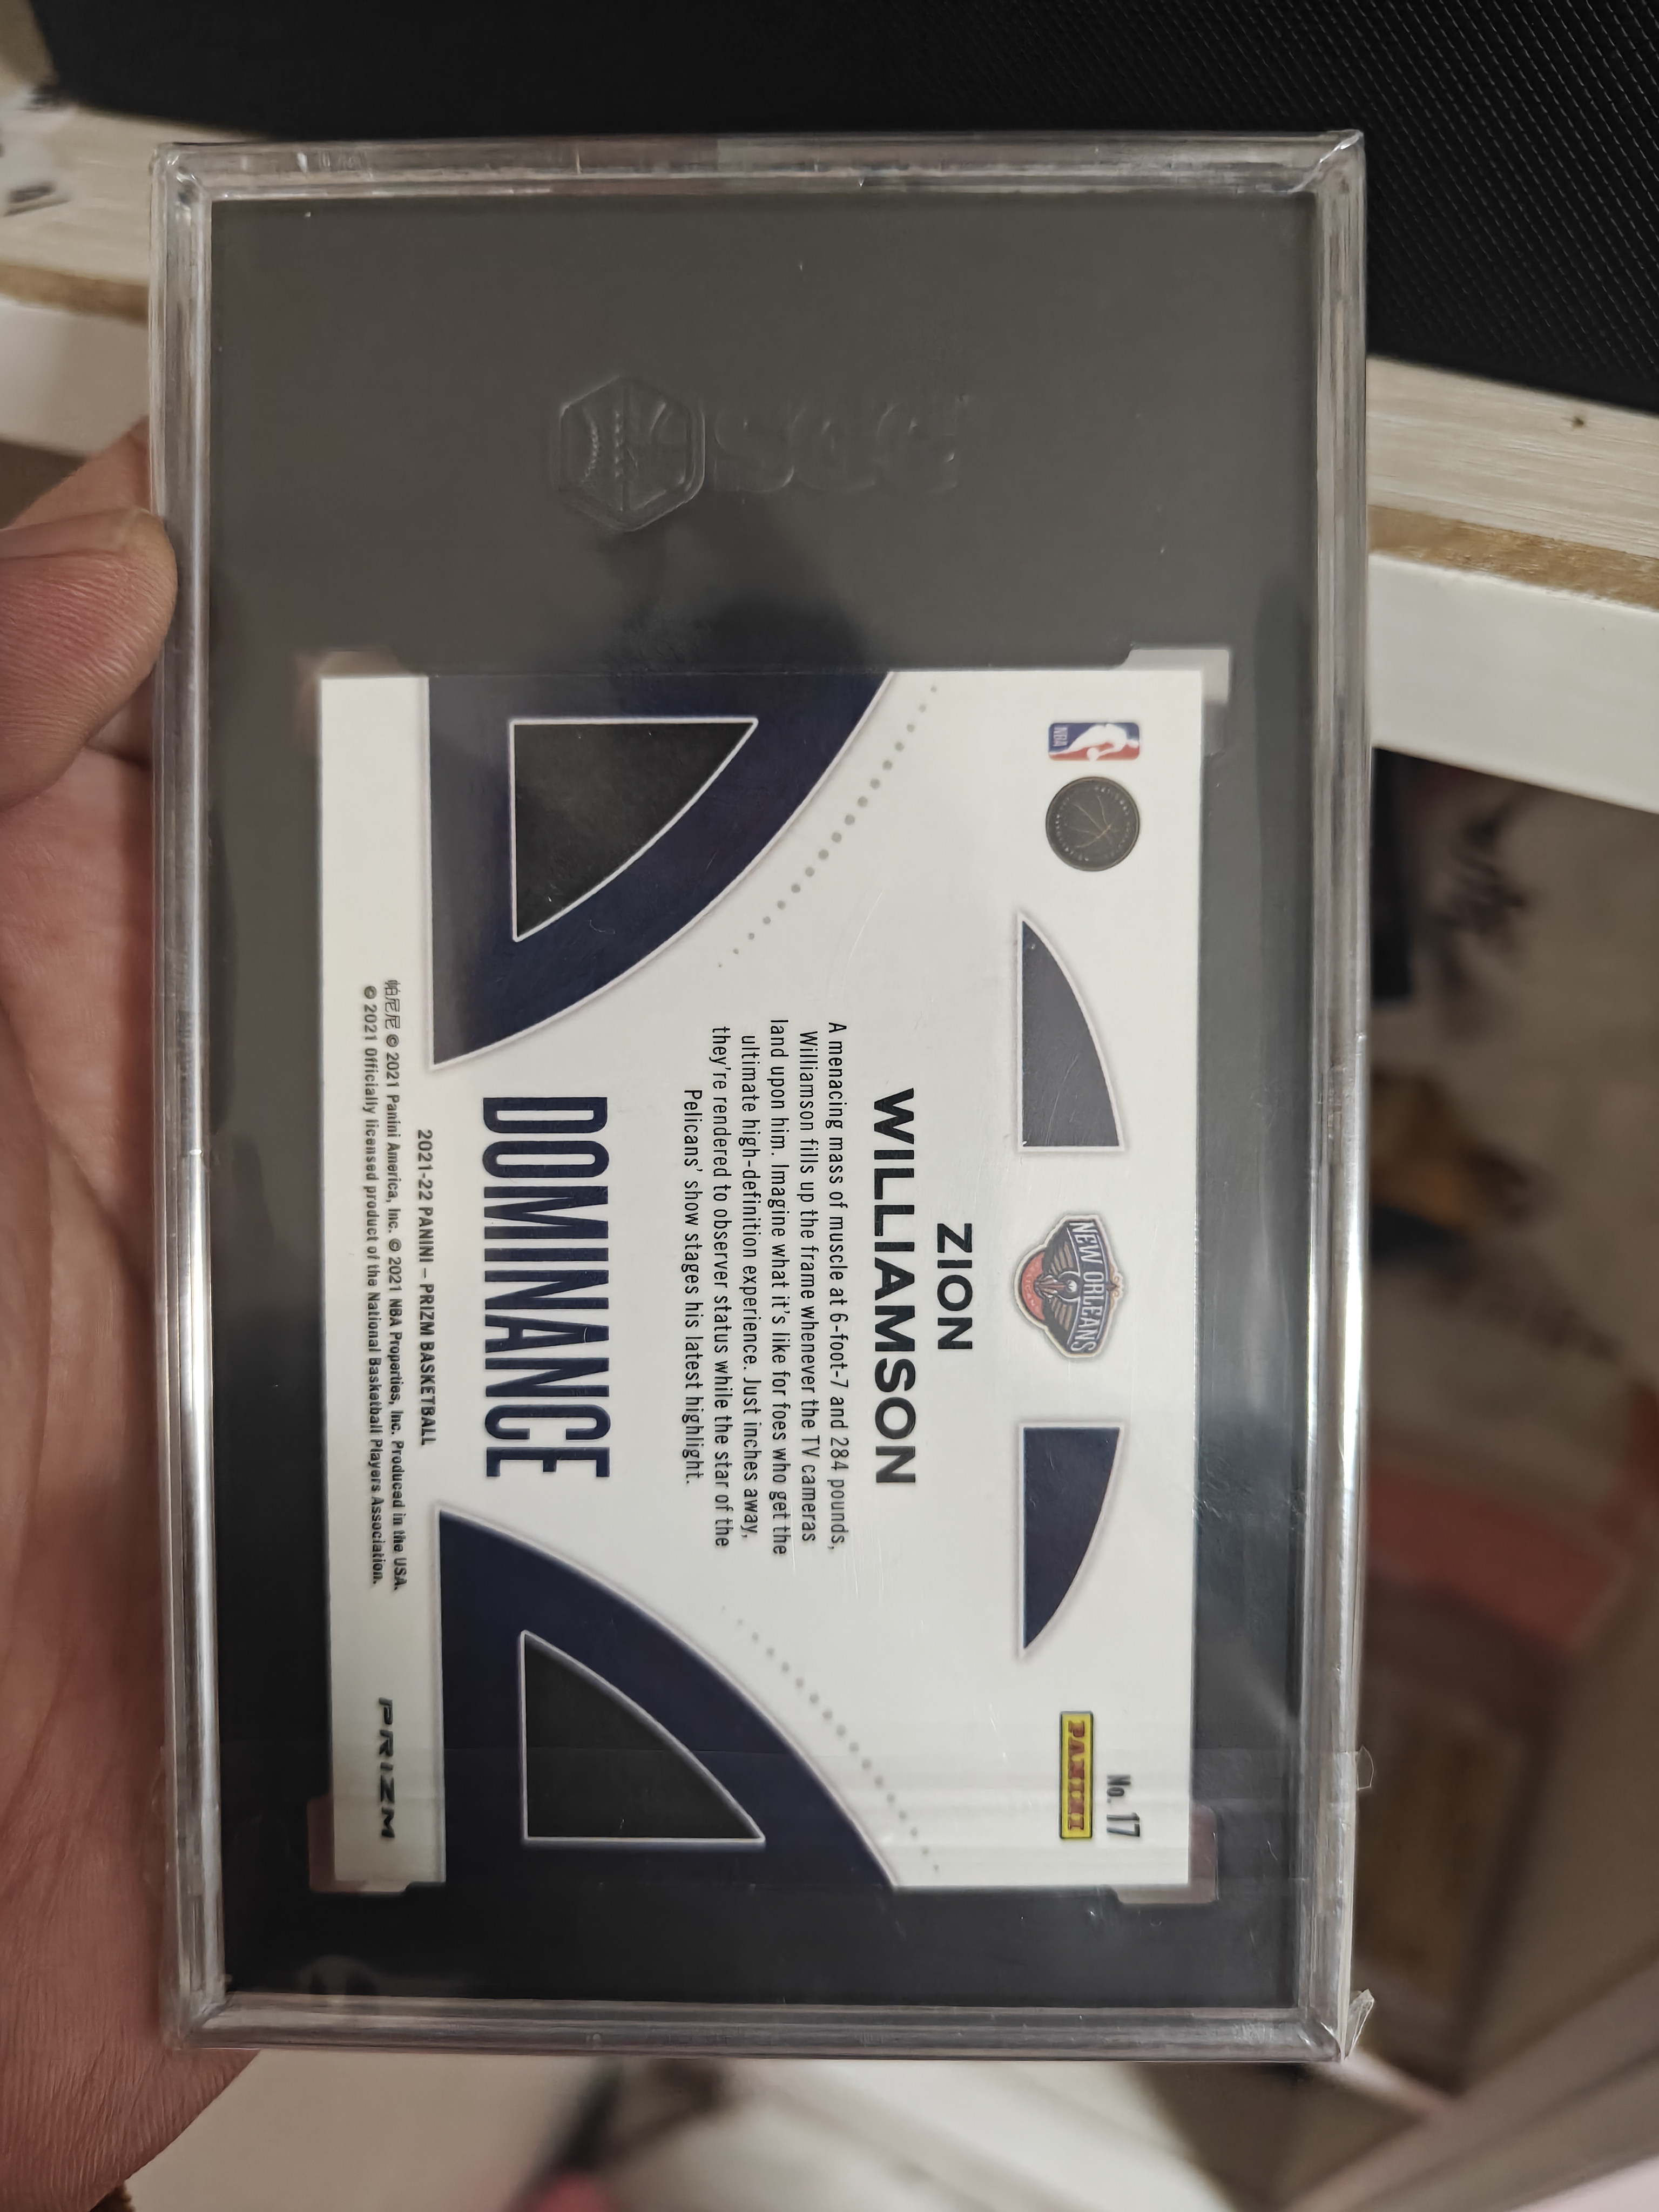 SGC
NBA
No. 17
PANINI
NEW ORLEANS
ZION
WILLIAMSON
A menacing mass of muscle at 6-foot-7 and 284 pounds,
Williamson fills up the frame whenever the TV cameras
land upon him. Imagine what it's like for foes who get the
ultimate high-definition experience. Just inches away,
they're rendered to observer status while the star of the
Pelicans' show stages his latest highlight.
DOMINANCE
2021-22 PANINI – PRIZM BASKETBALL
帕尼尼 © 2021 Panini America, Inc. © 2021 NBA Properties, Inc. Produced in the USA.
© 2021 Officially licensed product of the National Basketball Players Association.
PRIZM